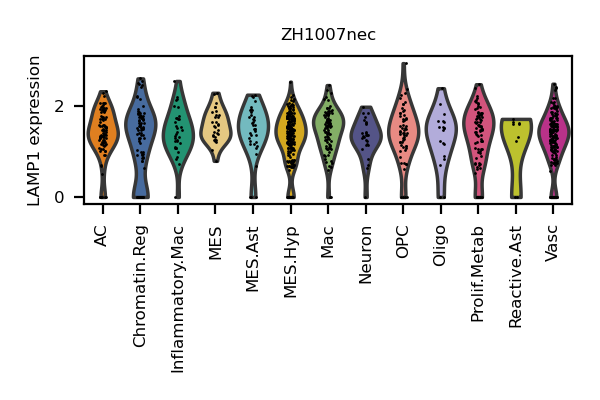 ZH1007nec
LAMP1 expression
2
0
AC
Chromatin.Reg
Inflammatory.Mac
MES
MES.Ast
MES.Hyp
Mac
Neuron
OPC
Oligo
Prolif.Metab
Reactive.Ast
Vasc